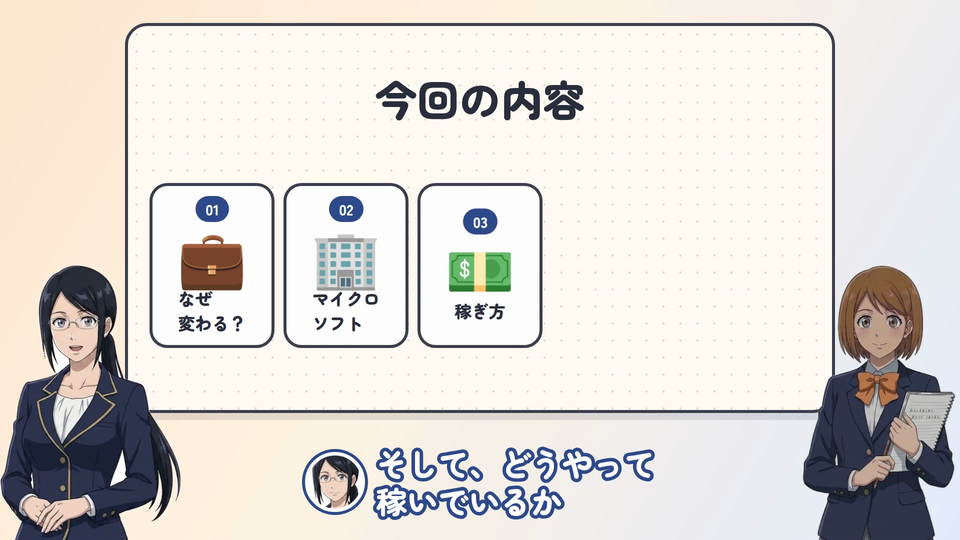 今回の内容
01
なぜ
変わる？
02
マイクロ
ソフト
03
$
稼ぎ方
そして、どうやって
稼いでいるか